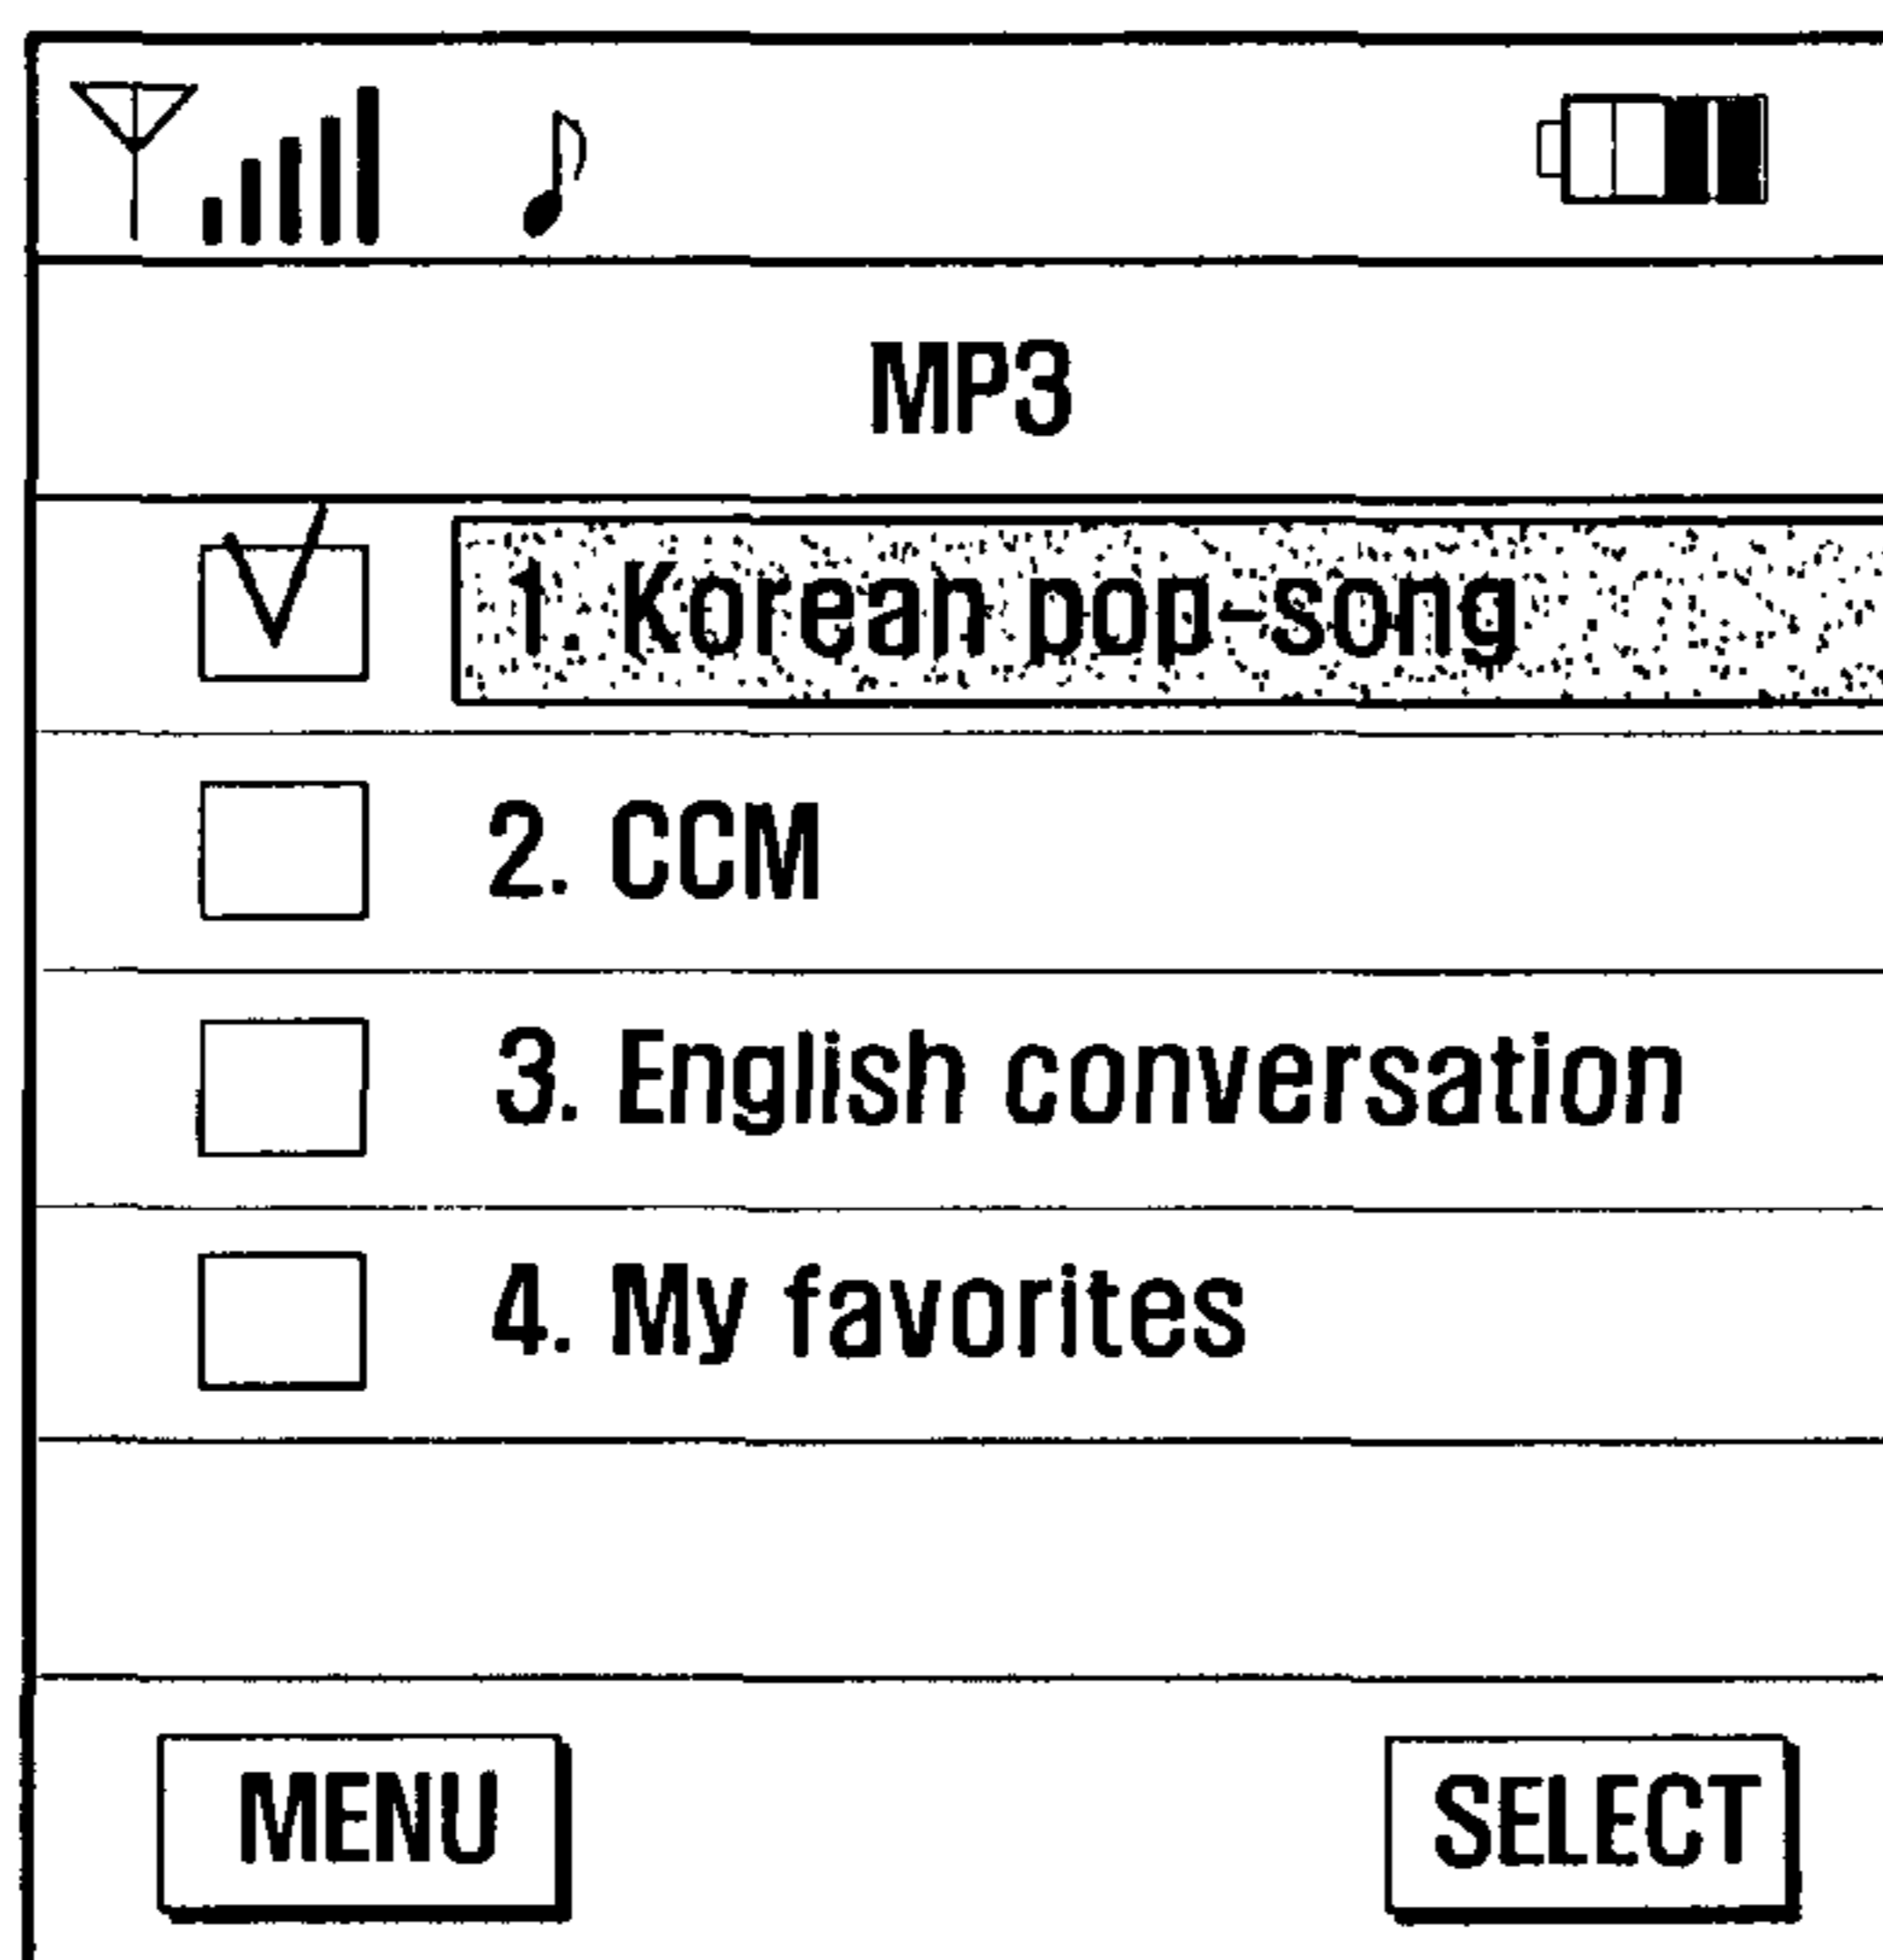 MP3
1. Korean pop-song
2. CCM
3. English conversation
4. My favorites
MENU
SELECT